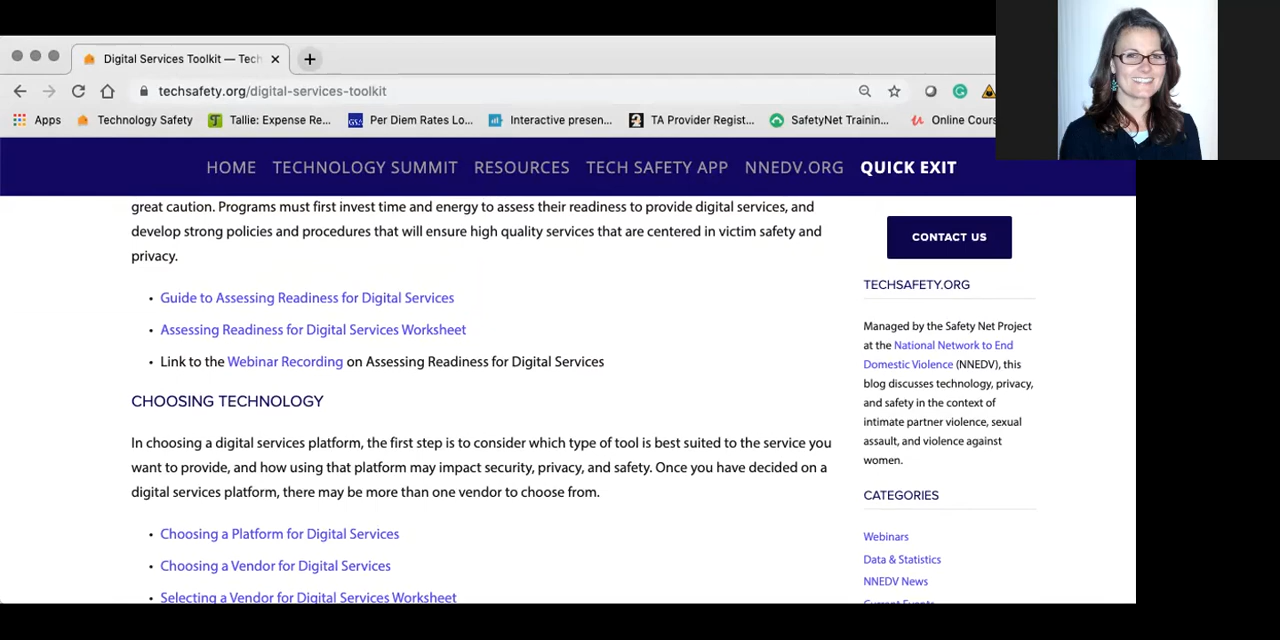 Digital Services Toolkit — Tech
techsafety.org/digital-services-toolkit
Apps Technology Safety Tallie: Expense Re... Per Diem Rates Lo... Interactive presen... TA Provider Regist... SafetyNet Trainin... Online Cours
HOME TECHNOLOGY SUMMIT RESOURCES TECH SAFETY APP NNEDV.ORG QUICK EXIT
great caution. Programs must first invest time and energy to assess their readiness to provide digital services, and
develop strong policies and procedures that will ensure high quality services that are centered in victim safety and
privacy.
• Guide to Assessing Readiness for Digital Services
• Assessing Readiness for Digital Services Worksheet
• Link to the Webinar Recording on Assessing Readiness for Digital Services
CHOOSING TECHNOLOGY
In choosing a digital services platform, the first step is to consider which type of tool is best suited to the service you
want to provide, and how using that platform may impact security, privacy, and safety. Once you have decided on a
digital services platform, there may be more than one vendor to choose from.
• Choosing a Platform for Digital Services
• Choosing a Vendor for Digital Services
• Selecting a Vendor for Digital Services Worksheet
CONTACT US
TECHSAFETY.ORG
Managed by the Safety Net Project
at the National Network to End
Domestic Violence (NNEDV), this
blog discusses technology, privacy,
and safety in the context of
intimate partner violence, sexual
assault, and violence against
women.
CATEGORIES
Webinars
Data & Statistics
NNEDV News
Current Events